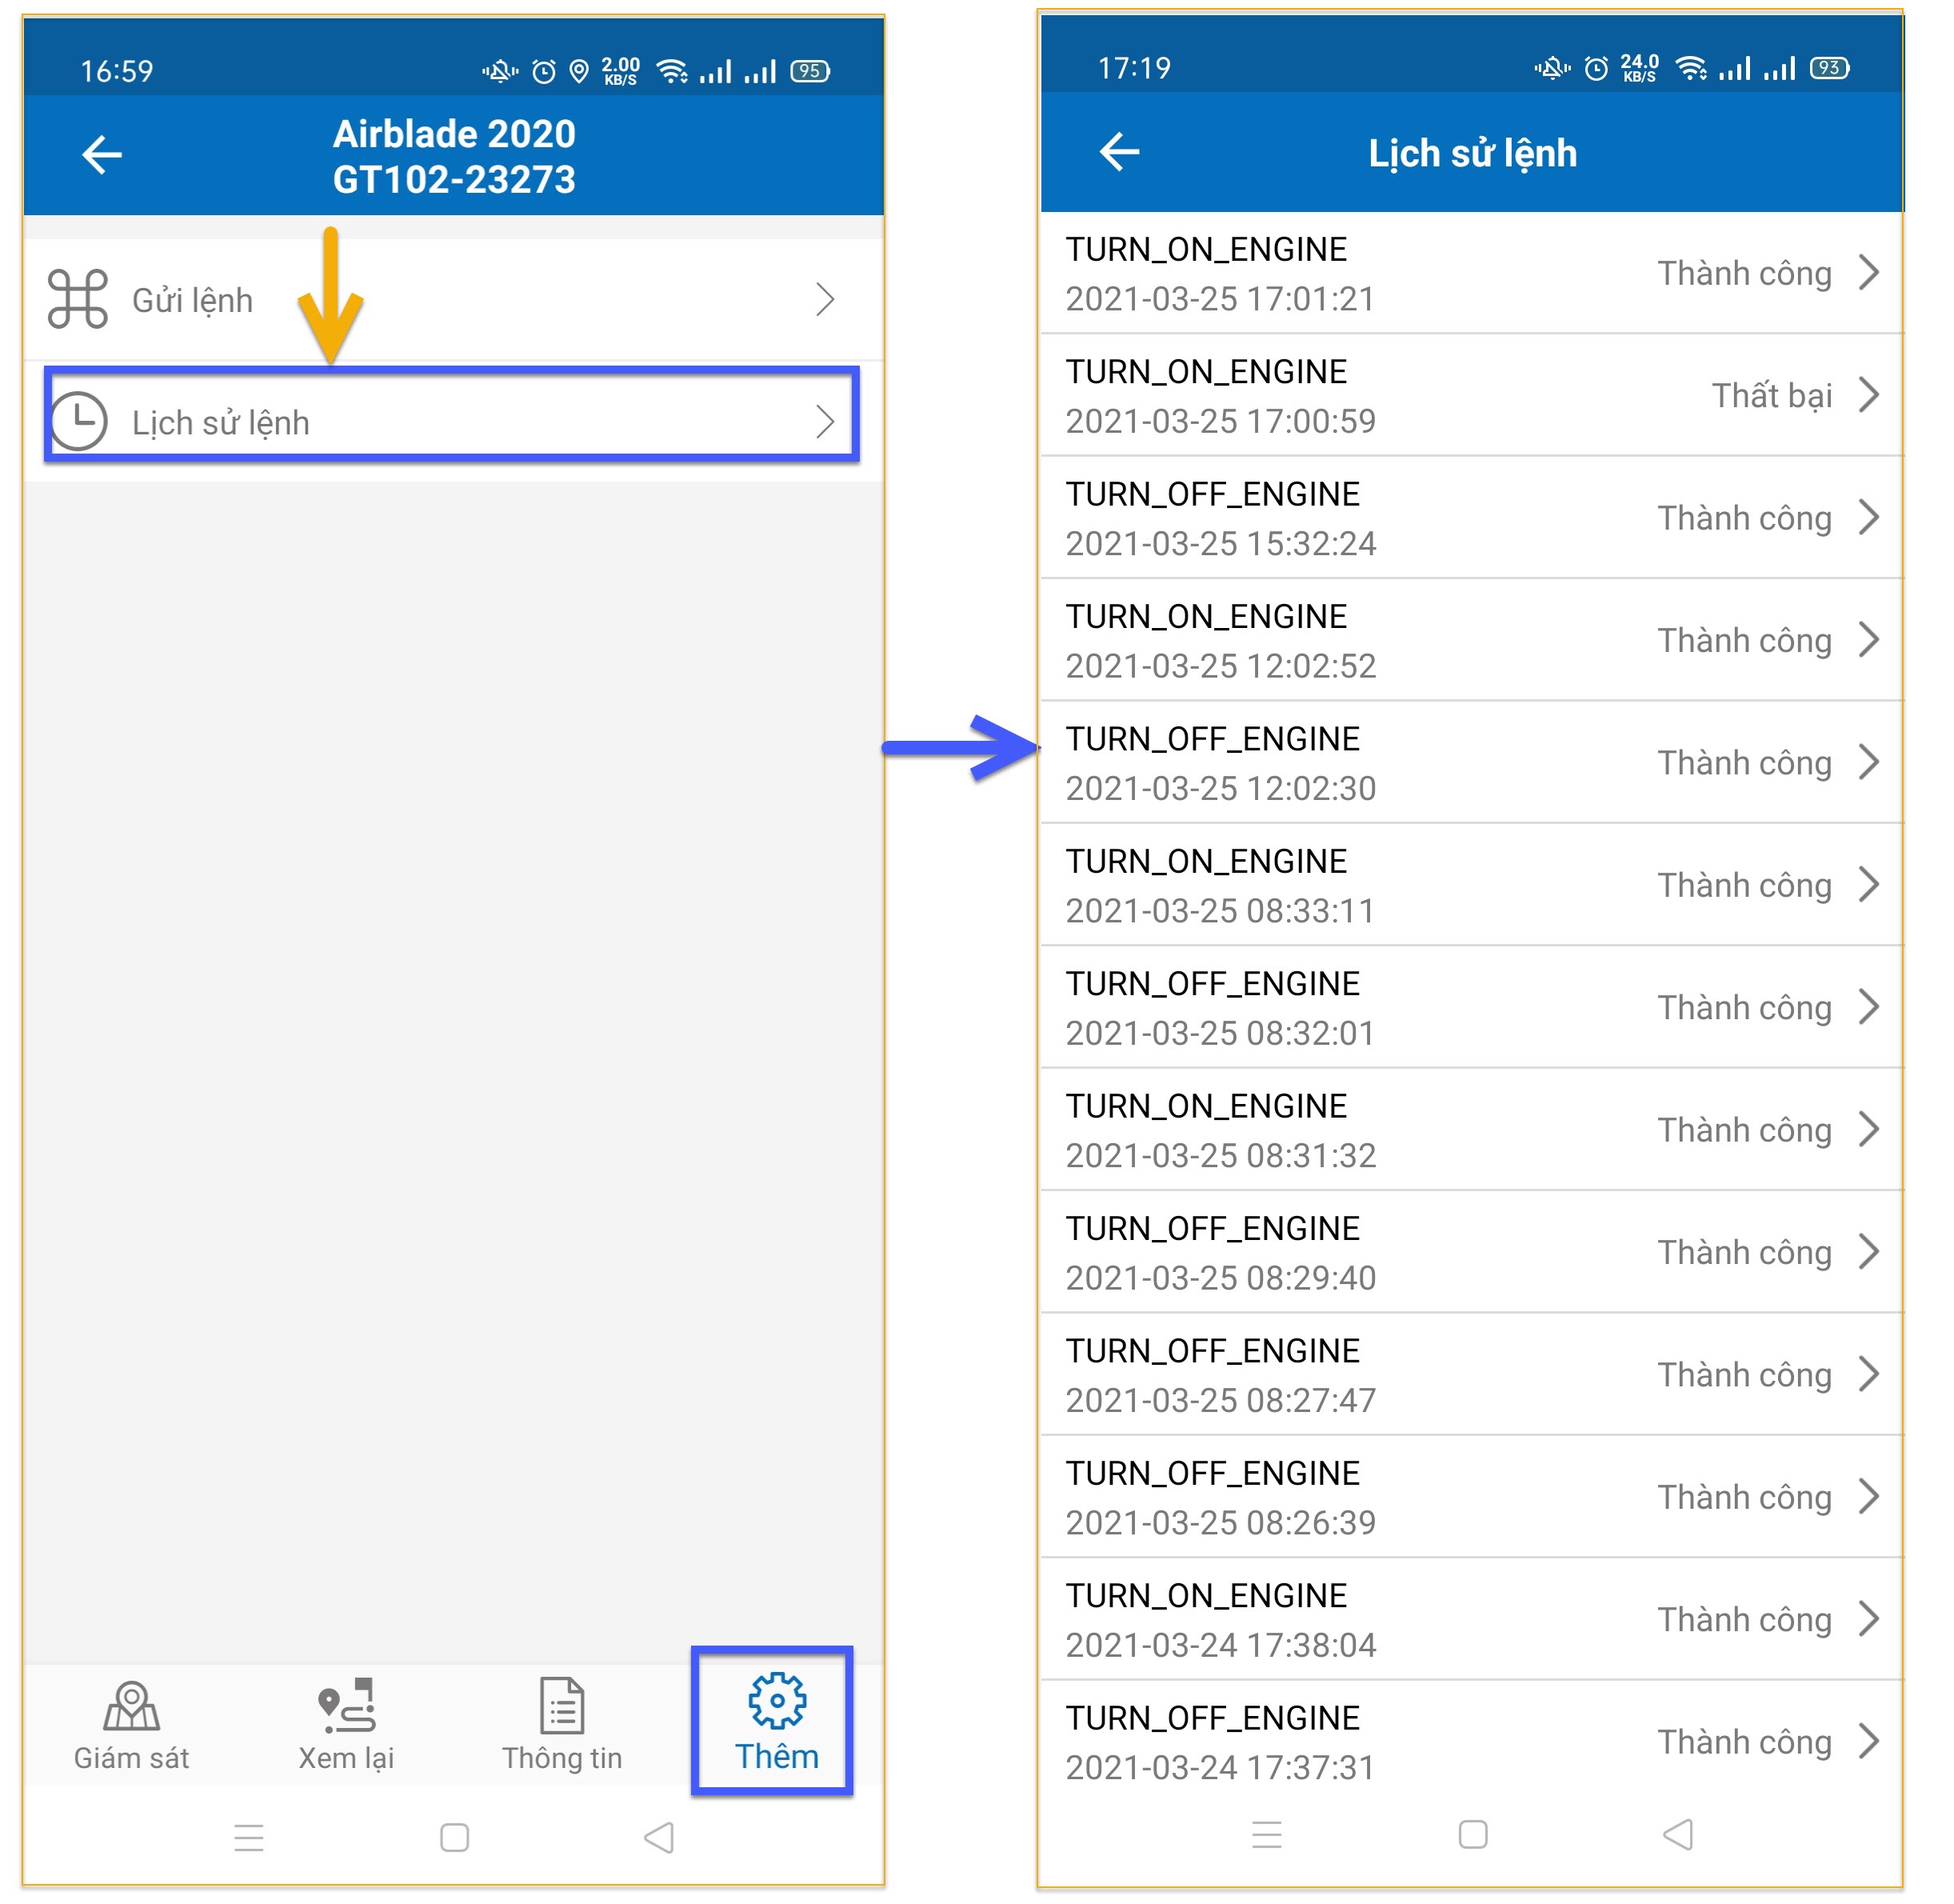 16:59
2.00
KB/S
95
Airblade 2020
GT102-23273
Gửi lệnh
Lịch sử lệnh
Giám sát
Xem lại
Thông tin
Thêm
17:19
24.0
KB/S
93
Lịch sử lệnh
TURN_ON_ENGINE
2021-03-25 17:01:21
Thành công
TURN_ON_ENGINE
2021-03-25 17:00:59
Thất bại
TURN_OFF_ENGINE
2021-03-25 15:32:24
Thành công
TURN_ON_ENGINE
2021-03-25 12:02:52
Thành công
TURN_OFF_ENGINE
2021-03-25 12:02:30
Thành công
TURN_ON_ENGINE
2021-03-25 08:33:11
Thành công
TURN_OFF_ENGINE
2021-03-25 08:32:01
Thành công
TURN_ON_ENGINE
2021-03-25 08:31:32
Thành công
TURN_OFF_ENGINE
2021-03-25 08:29:40
Thành công
TURN_OFF_ENGINE
2021-03-25 08:27:47
Thành công
TURN_OFF_ENGINE
2021-03-25 08:26:39
Thành công
TURN_ON_ENGINE
2021-03-24 17:38:04
Thành công
TURN_OFF_ENGINE
2021-03-24 17:37:31
Thành công